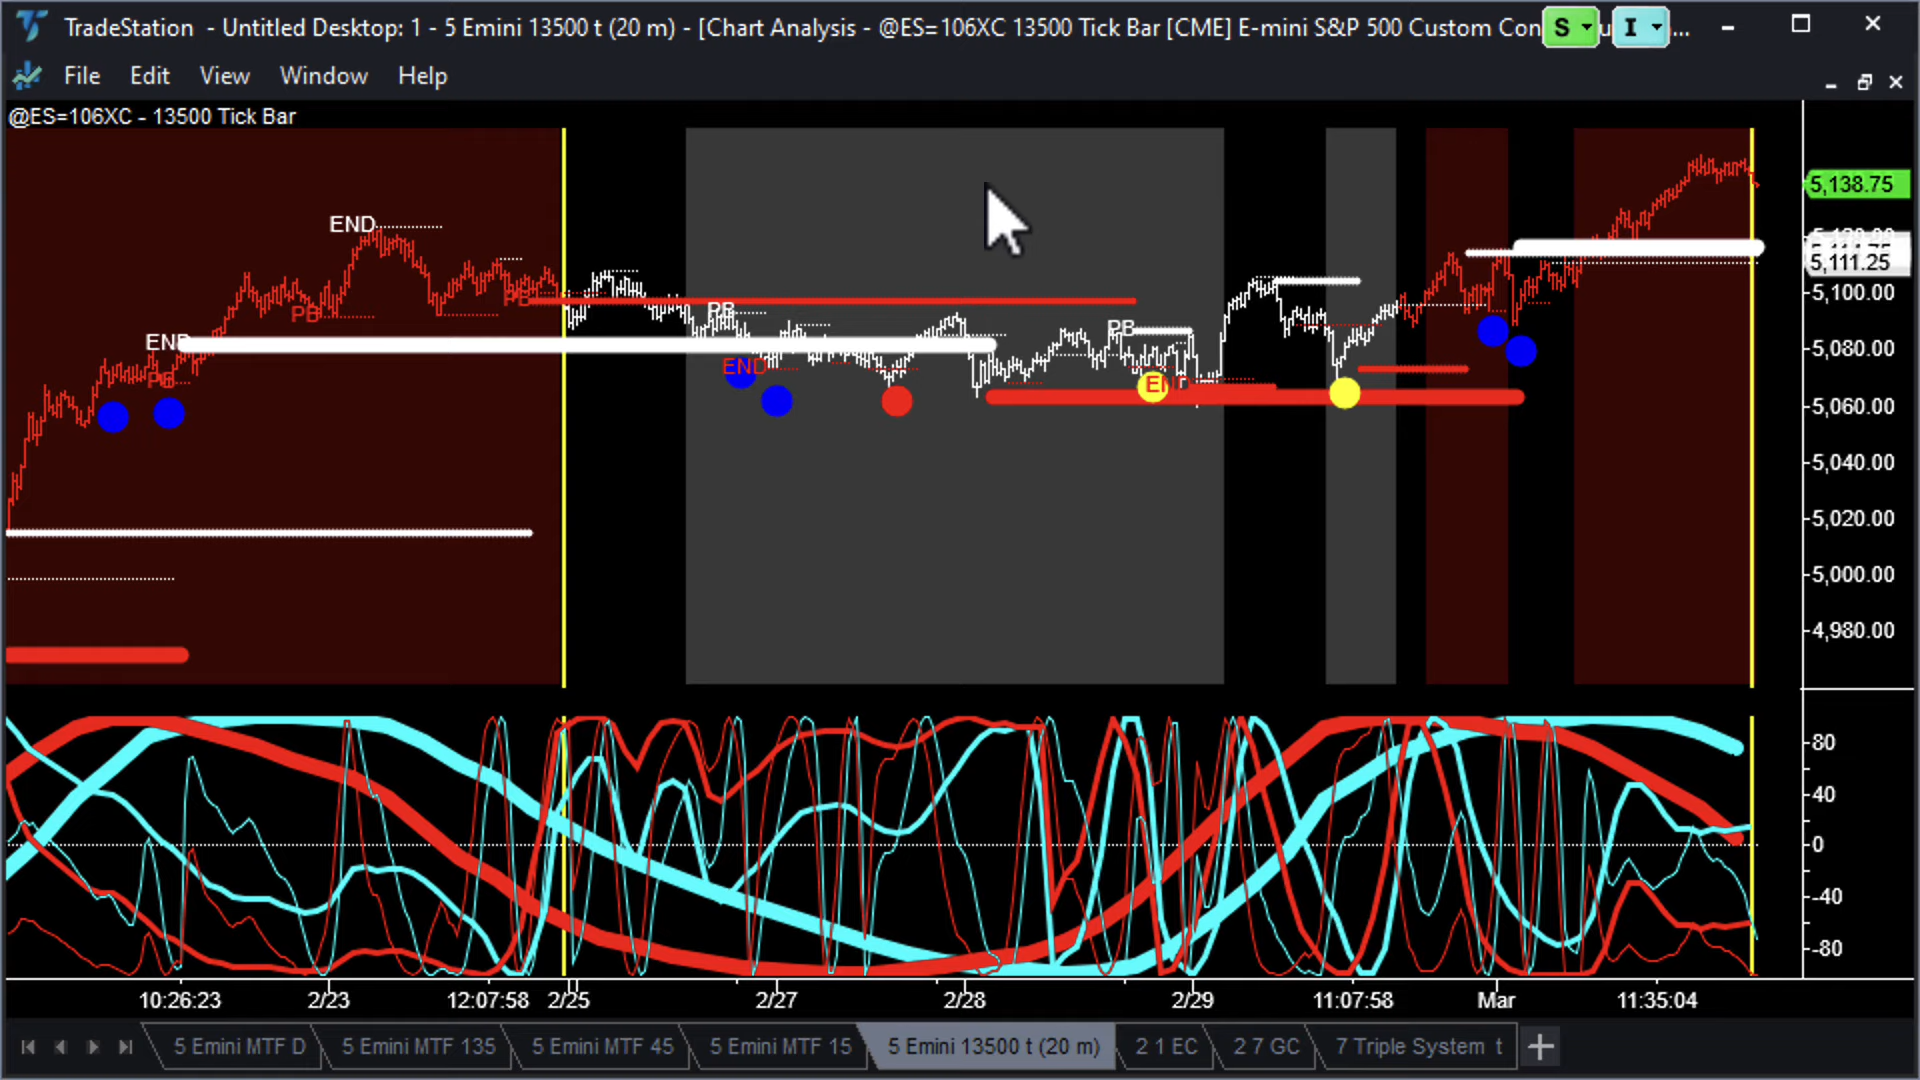 TradeStation - Untitled Desktop: 1 - 5 Emini 13500 t (20 m) - [Chart Analysis - @ES=106XC 13500 Tick Bar [CME] E-mini S&P 500 Custom Con S u I ...
File Edit View Window Help
@ES=106XC - 13500 Tick Bar
5,138.75
END
5,111.25
PB
PB
5,100.00
PB
PB
END
5,080.00
PB
END
END
5,060.00
5,040.00
5,020.00
5,000.00
4,980.00
80
40
0
-40
-80
10:26:23 2/23 12:07:58 2/25 2/27 2/28 2/29 11:07:58 Mar 11:35:04
5 Emini MTF D 5 Emini MTF 135 5 Emini MTF 45 5 Emini MTF 15 5 Emini 13500 t (20 m) 2 1 EC 2 7 GC 7 Triple System t